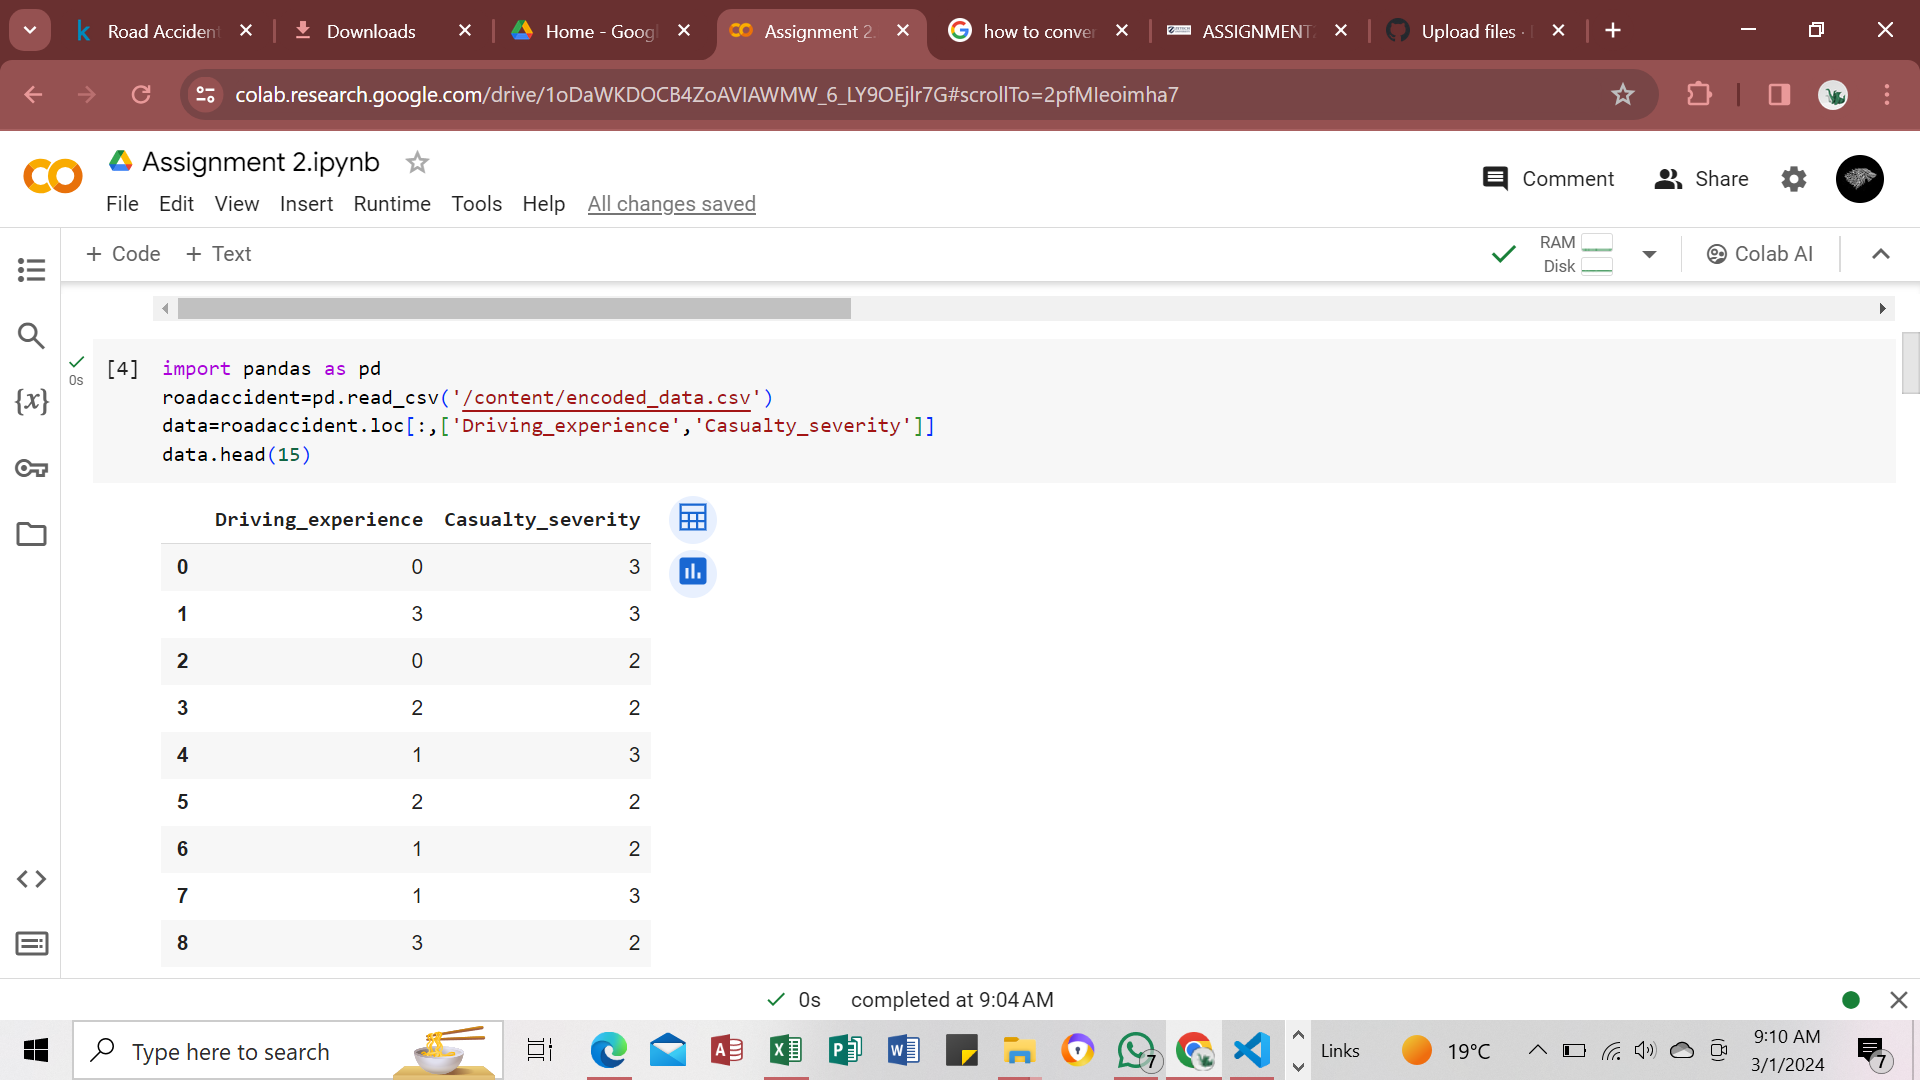 Road Acciden
Downloads
Home - Goog
Assignment 2.
how to conver
ASSIGNMENT
Upload files ·
colab.research.google.com/drive/1oDaWKDOCB4ZoAVIAWMW_6_LY9OEjlr7G#scrollTo=2pfMIeoimha7
Assignment 2.ipynb
Comment
Share
File Edit View Insert Runtime Tools Help All changes saved
+ Code + Text
RAM
Disk
Colab AI
[4] import pandas as pd
0s
roadaccident=pd.read_csv('/content/encoded_data.csv')
data=roadaccident.loc[:,['Driving_experience','Casualty_severity']]
data.head(15)
Driving_experience Casualty_severity
0 0 3
1 3 3
2 0 2
3 2 2
4 1 3
5 2 2
6 1 2
7 1 3
8 3 2
0s completed at 9:04 AM
Type here to search
7
Links
19°C
9:10 AM
3/1/2024
7